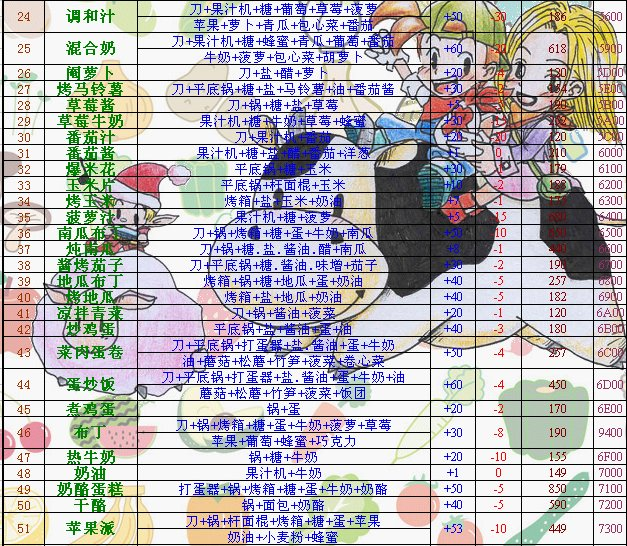 24 调和汁 刀+果汁机+糖+葡萄+草莓+菠萝 +50 -30 186 5600
苹果+萝卜+青瓜+包心菜+番茄
25 混合奶 刀+果汁机+糖+蜂蜜+青瓜+葡萄+番茄 +60 618 5900
牛奶+菠萝+包心菜+胡萝卜
26 萝卜 刀+盐+醋+萝卜 +20
27 烤马铃薯 刀+平底锅+糖+盐+马铃薯+油+番茄酱 +30
28 草莓酱 刀+锅+糖+盐+草莓
29 草莓牛奶 果汁机+糖+牛奶+草莓+蜂蜜
30 番茄汁 刀+果汁机+番茄 120
31 番茄酱 果汁机+糖+盐+醋+番茄+洋葱 0 210 6000
32 爆米花 平底锅+糖+玉米 179 6100
33 玉米片 平底锅+杆面棍+玉米 6200
34 烤玉米 烤箱+盐+玉米+奶油 6300
35 菠萝汁 果汁机+糖+菠萝 +5 6400
36 南瓜布丁 刀+锅+烤箱+糖+蛋+牛奶+南瓜 6500
37 炖南瓜 刀+锅+糖.盐.酱油.醋+南瓜 +8 -1
38 酱烤茄子 刀+平底锅+糖.酱油.味增+茄子 +30 -2 190
39 地瓜布丁 烤箱+锅+糖+地瓜+蛋+奶油 +40 -5 257 6800
40 烤地瓜 烤箱+盐+地瓜+奶油 +40 -5 182 6900
41 凉拌青菜 刀+锅+酱油+菠菜 +20 -1 120 6A00
42 炒鸡蛋 平底锅+盐+酱油+蛋+油 +40 -3 180 6B00
43 菜肉蛋卷 刀+平底锅+打蛋器+盐.酱油+蛋+牛奶 +50 -4 257 6C00
油+蘑菇+松蘑+竹笋+菠菜+卷心菜
44 蛋炒饭 刀+平底锅+打蛋器+盐.酱油+蛋+牛奶+油 +60 -4 450 6D00
蘑菇+松蘑+竹笋+菠菜+饭团
45 煮鸡蛋 锅+蛋 +20 -2 170 6E00
46 布丁 刀+锅+烤箱+糖+蛋+牛奶+菠萝+草莓 +30 -8 190 9400
苹果+葡萄+蜂蜜+巧克力
47 热牛奶 锅+糖+牛奶 +20 -10 155 6F00
48 奶油 果汁机+牛奶 +1 0 149 7000
49 奶酪蛋糕 打蛋器+锅+烤箱+糖+蛋+牛奶+奶酪 +50 -5 850 7100
50 干酪 锅+面包+奶酪 +40 -5 590 7200
51 苹果派 刀+锅+杆面棍+烤箱+糖+蛋+苹果 +53 -10 449 7300
奶油+小麦粉+蜂蜜